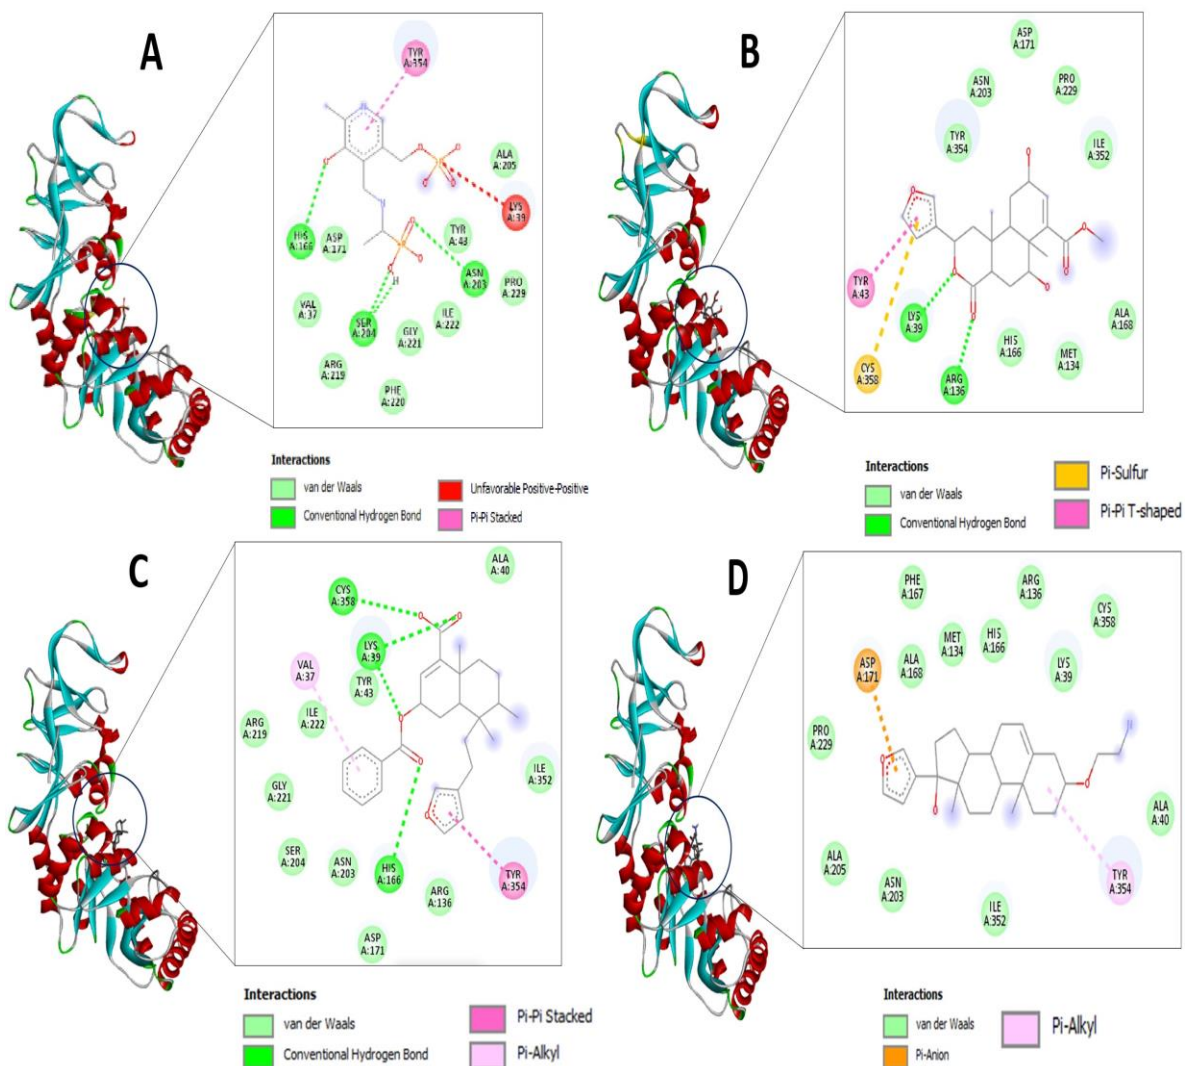 A
TYR
A:354
ALA
A:205
LYS
A:39
HIS
A:166
ASP
A:171
TYR
A:43
ASN
A:203
PRO
A:229
VAL
A:37
SER
A:204
GLY
A:221
ILE
A:222
ARG
A:219
PHE
A:220
H
Interactions
van der Waals
Conventional Hydrogen Bond
Unfavorable Positive-Positive
Pi-Pi Stacked
B
ASP
A:171
ASN
A:203
PRO
A:229
TYR
A:354
ILE
A:352
TYR
A:43
LYS
A:39
CYS
A:358
ARG
A:136
HIS
A:166
MET
A:134
ALA
A:168
Interactions
van der Waals
Conventional Hydrogen Bond
Pi-Sulfur
Pi-Pi T-shaped
C
ALA
A:40
CYS
A:358
LYS
A:39
VAL
A:37
TYR
A:43
ARG
A:219
ILE
A:222
ILE
A:352
GLY
A:221
SER
A:204
ASN
A:203
HIS
A:166
ARG
A:136
TYR
A:354
ASP
A:171
Interactions
van der Waals
Conventional Hydrogen Bond
Pi-Pi Stacked
Pi-Alkyl
D
PHE
A:167
ARG
A:136
CYS
A:358
MET
A:134
HIS
A:166
ASP
A:171
ALA
A:168
LYS
A:39
PRO
A:229
ALA
A:40
ALA
A:205
ASN
A:203
ILE
A:352
TYR
A:354
Interactions
van der Waals
Pi-Anion
Pi-Alkyl